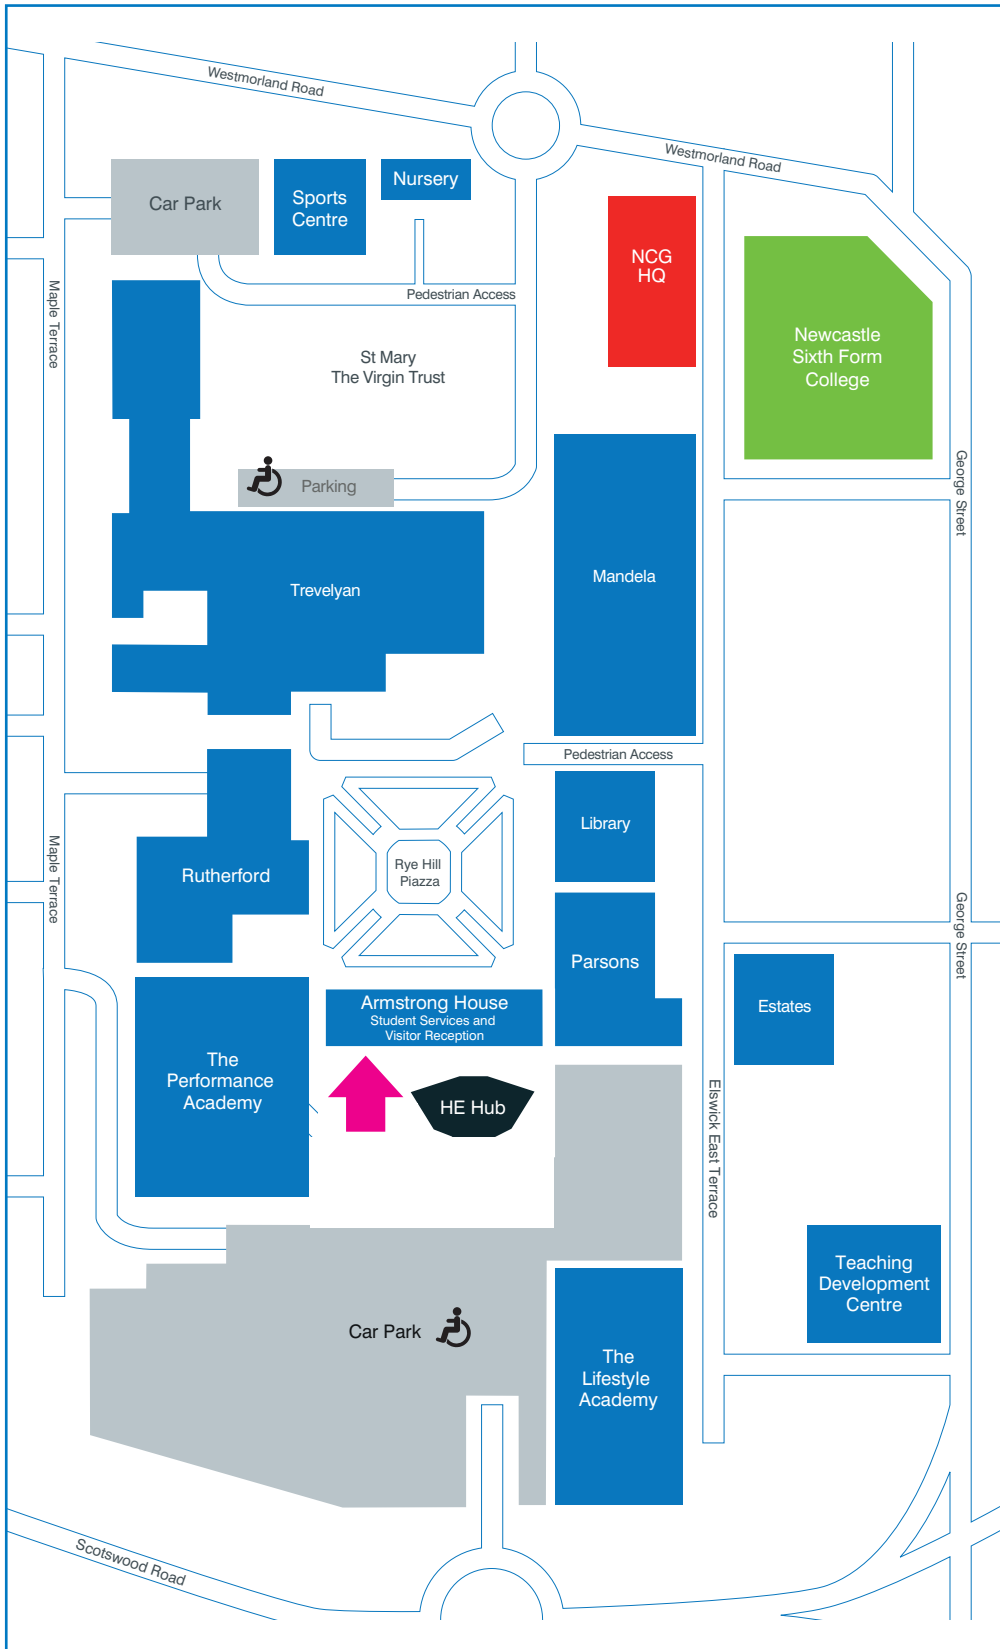 Westmorland Road
Westmorland Road
Car Park
Sports
Centre
Nursery
NCG
HQ
Pedestrian Access
Maple Terrace
Newcastle
Sixth Form
College
St Mary
The Virgin Trust
Parking
George Street
Trevelyan
Mandela
Pedestrian Access
Library
Maple Terrace
Rye Hill
Piazza
Rutherford
George Street
Parsons
Armstrong House
Student Services and
Visitor Reception
Estates
The
Performance
Academy
HE Hub
Elswick East Terrace
Teaching
Development
Centre
Car Park
The
Lifestyle
Academy
Scotswood Road